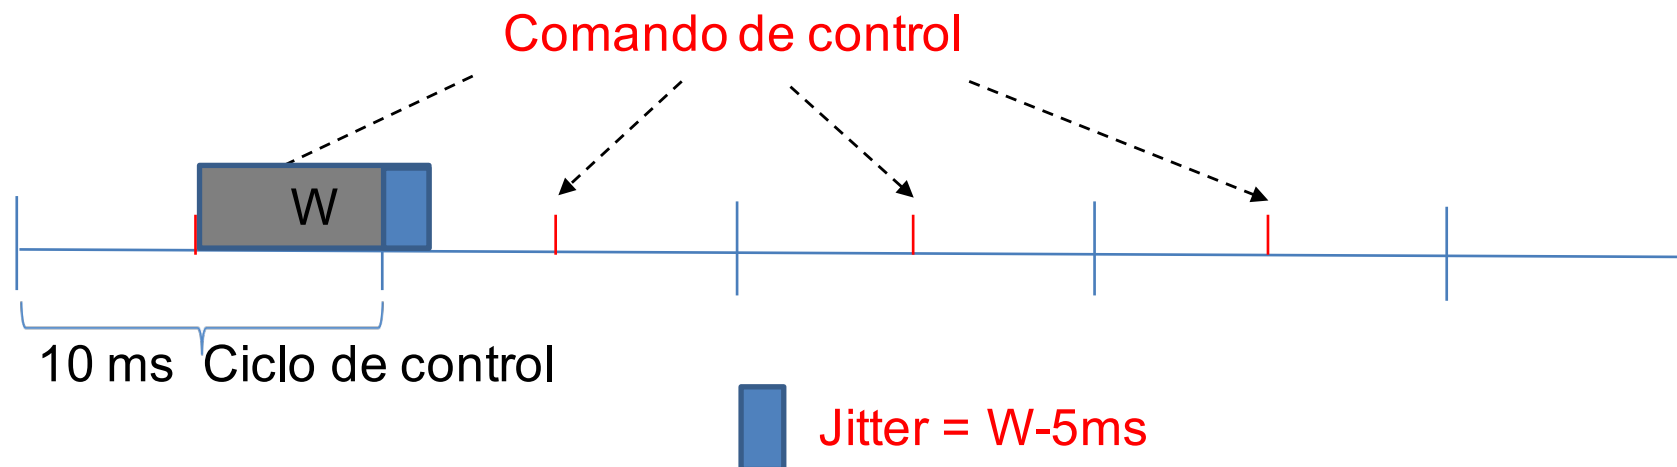 Comando de control
W
10 ms Ciclo de control
Jitter = W-5ms